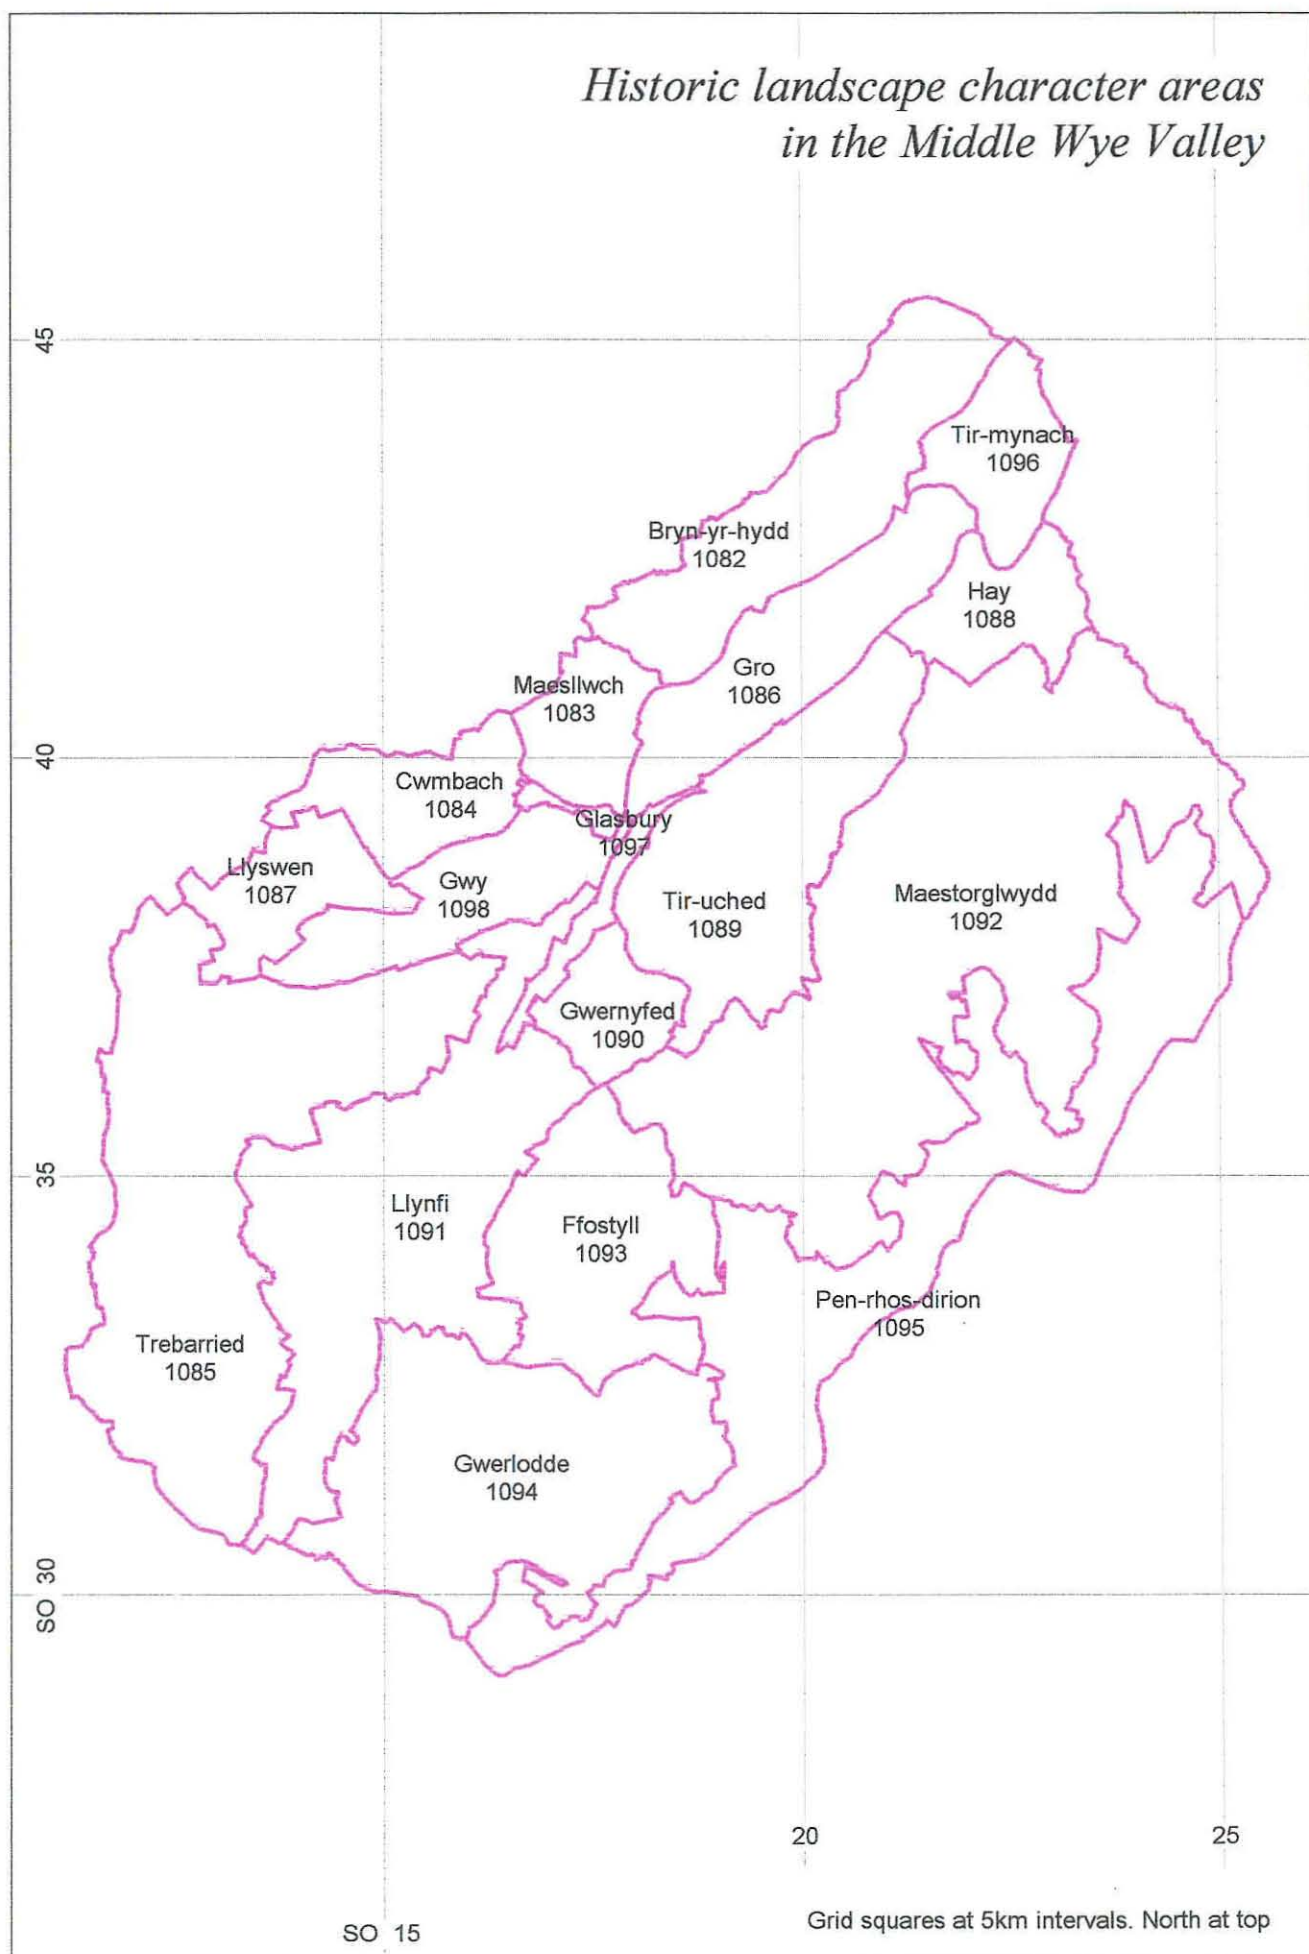 Historic landscape character areas
in the Middle Wye Valley
45
Tir-mynach
1096
Bryn-yr-hydd
1082
Hay
1088
Gro
1086
Maesllwch
1083
40
Cwmbach
1084
Glasbury
1097
Llyswen
1087
Gwy
1098
Tir-uched
1089
Maestorglwydd
1092
Gwernyfed
1090
35
Llynfi
1091
Ffostyll
1093
Pen-rhos-dirion
1095
Trebarried
1085
Gwerlodde
1094
SO 30
20
25
SO 15
Grid squares at 5km intervals. North at top